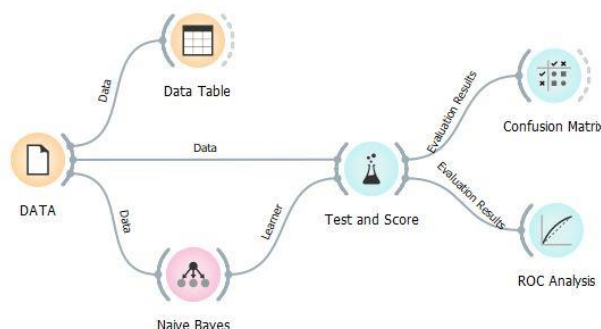 Data
Data Table
Data
DATA
Data
Naive Bayes
Learner
Test and Score
Evaluation Results
Confusion Matrix
Evaluation Results
ROC Analysis